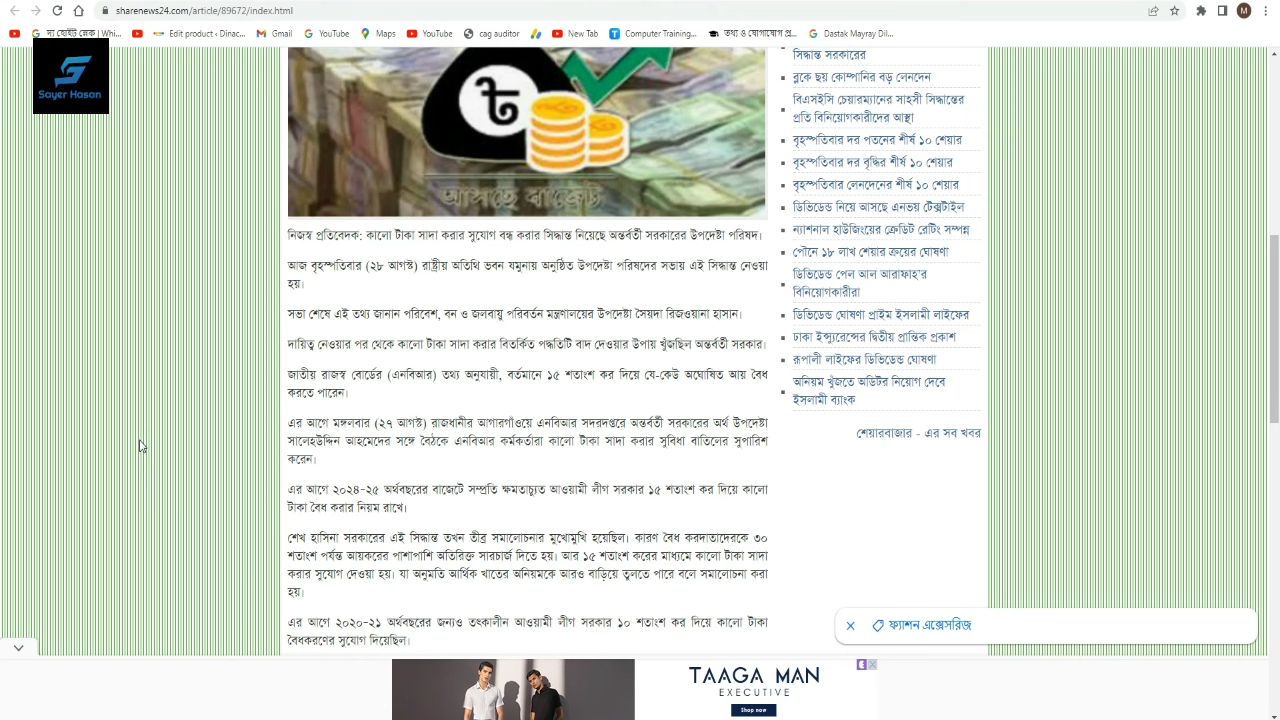 sharenews24.com/article/89672/index.html
M
দ্য হোয়াইট স্নেক | Whi...
Edit product ‹ Dinac...
Gmail
YouTube
Maps
YouTube
cag auditor
New Tab
Computer Training...
তথ্য ও যোগাযোগ প্র...
Dastak Mayray Dil...
Sayer Hasan
৳
আসছে বাজেট
নিজস্ব প্রতিবেদক: কালো টাকা সাদা করার সুযোগ বন্ধ করার সিদ্ধান্ত নিয়েছে অন্তর্বর্তী সরকারের উপদেষ্টা পরিষদ।
আজ বৃহস্পতিবার (২৮ আগস্ট) রাষ্ট্রীয় অতিথি ভবন যমুনায় অনুষ্ঠিত উপদেষ্টা পরিষদের সভায় এই সিদ্ধান্ত নেওয়া
হয়।
সভা শেষে এই তথ্য জানান পরিবেশ, বন ও জলবায়ু পরিবর্তন মন্ত্রণালয়ের উপদেষ্টা সৈয়দা রিজওয়ানা হাসান।
দায়িত্ব নেওয়ার পর থেকে কালো টাকা সাদা করার বিতর্কিত পদ্ধতিটি বাদ দেওয়ার উপায় খুঁজছিল অন্তর্বর্তী সরকার।
জাতীয় রাজস্ব বোর্ডের (এনবিআর) তথ্য অনুযায়ী, বর্তমানে ১৫ শতাংশ কর দিয়ে যে-কেউ অঘোষিত আয় বৈধ
করতে পারেন।
এর আগে মঙ্গলবার (২৭ আগস্ট) রাজধানীর আগারগাঁওয়ে এনবিআর সদরদপ্তরে অন্তর্বর্তী সরকারের অর্থ উপদেষ্টা
সালেহউদ্দিন আহমেদের সঙ্গে বৈঠকে এনবিআর কর্মকর্তারা কালো টাকা সাদা করার সুবিধা বাতিলের সুপারিশ
করেন।
এর আগে ২০২৪-২৫ অর্থবছরের বাজেটে সম্প্রতি ক্ষমতাচ্যুত আওয়ামী লীগ সরকার ১৫ শতাংশ কর দিয়ে কালো
টাকা বৈধ করার নিয়ম রাখে।
শেখ হাসিনা সরকারের এই সিদ্ধান্ত তখন তীব্র সমালোচনার মুখোমুখি হয়েছিল। কারণ বৈধ করদাতাদেরকে ৩০
শতাংশ পর্যন্ত আয়করের পাশাপাশি অতিরিক্ত সারচার্জ দিতে হয়। আর ১৫ শতাংশ করের মাধ্যমে কালো টাকা সাদা
করার সুযোগ দেওয়া হয়। যা অনুমতি আর্থিক খাতের অনিয়মকে আরও বাড়িয়ে তুলতে পারে বলে সমালোচনা করা
হয়।
এর আগে ২০২০-২১ অর্থবছরের জন্যও তৎকালীন আওয়ামী লীগ সরকার ১০ শতাংশ কর দিয়ে কালো টাকা
বৈধকরণের সুযোগ দিয়েছিল।
সিদ্ধান্ত সরকারের
ব্লকে ছয় কোম্পানির বড় লেনদেন
বিএসইসি চেয়ারম্যানের সাহসী সিদ্ধান্তের
প্রতি বিনিয়োগকারীদের আস্থা
বৃহস্পতিবার দর পতনের শীর্ষ ১০ শেয়ার
বৃহস্পতিবার দর বৃদ্ধির শীর্ষ ১০ শেয়ার
বৃহস্পতিবার লেনদেনের শীর্ষ ১০ শেয়ার
ডিভিডেন্ড নিয়ে আসছে এনভয় টেক্সটাইল
ন্যাশনাল হাউজিংয়ের ক্রেডিট রেটিং সম্পন্ন
পৌনে ১৮ লাখ শেয়ার ক্রয়ের ঘোষণা
ডিভিডেন্ড পেল আল আরাফাহ'র
বিনিয়োগকারীরা
ডিভিডেন্ড ঘোষণা প্রাইম ইসলামী লাইফের
ঢাকা ইন্স্যুরেন্সের দ্বিতীয় প্রান্তিক প্রকাশ
রূপালী লাইফের ডিভিডেন্ড ঘোষণা
অনিয়ম খুঁজতে অডিটর নিয়োগ দেবে
ইসলামী ব্যাংক
শেয়ারবাজার - এর সব খবর
ফ্যাশন এক্সেসরিজ
TAAGA MAN
EXECUTIVE
Shop now